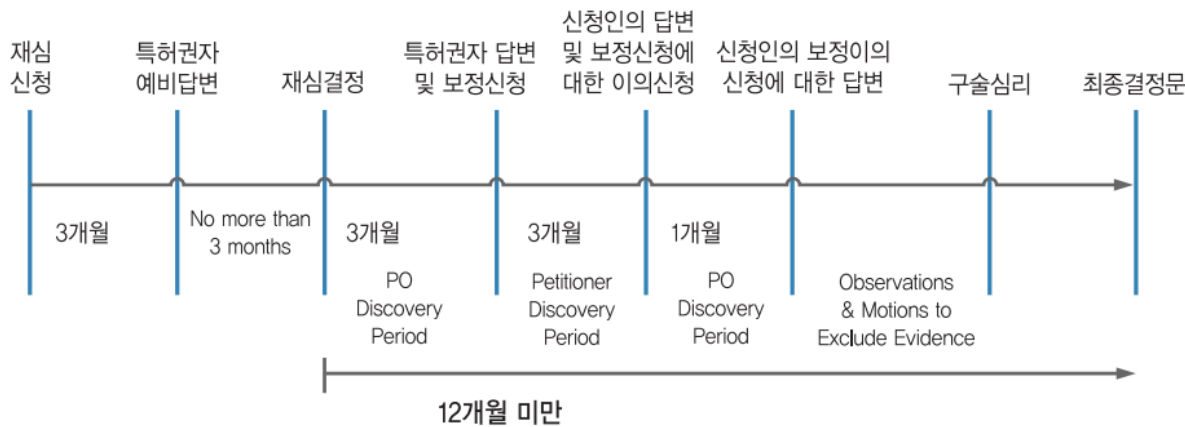 재심
신청
특허권자
예비답변
재심결정
특허권자 답변
및 보정신청
신청인의 답변
및 보정신청에
대한 이의신청
신청인의 보정이의
신청에 대한 답변
구술심리
최종결정문
3개월
No more than
3 months
3개월
3개월
1개월
PO
Discovery
Period
Petitioner
Discovery
Period
PO
Discovery
Period
Observations
& Motions to
Exclude Evidence
12개월 미만